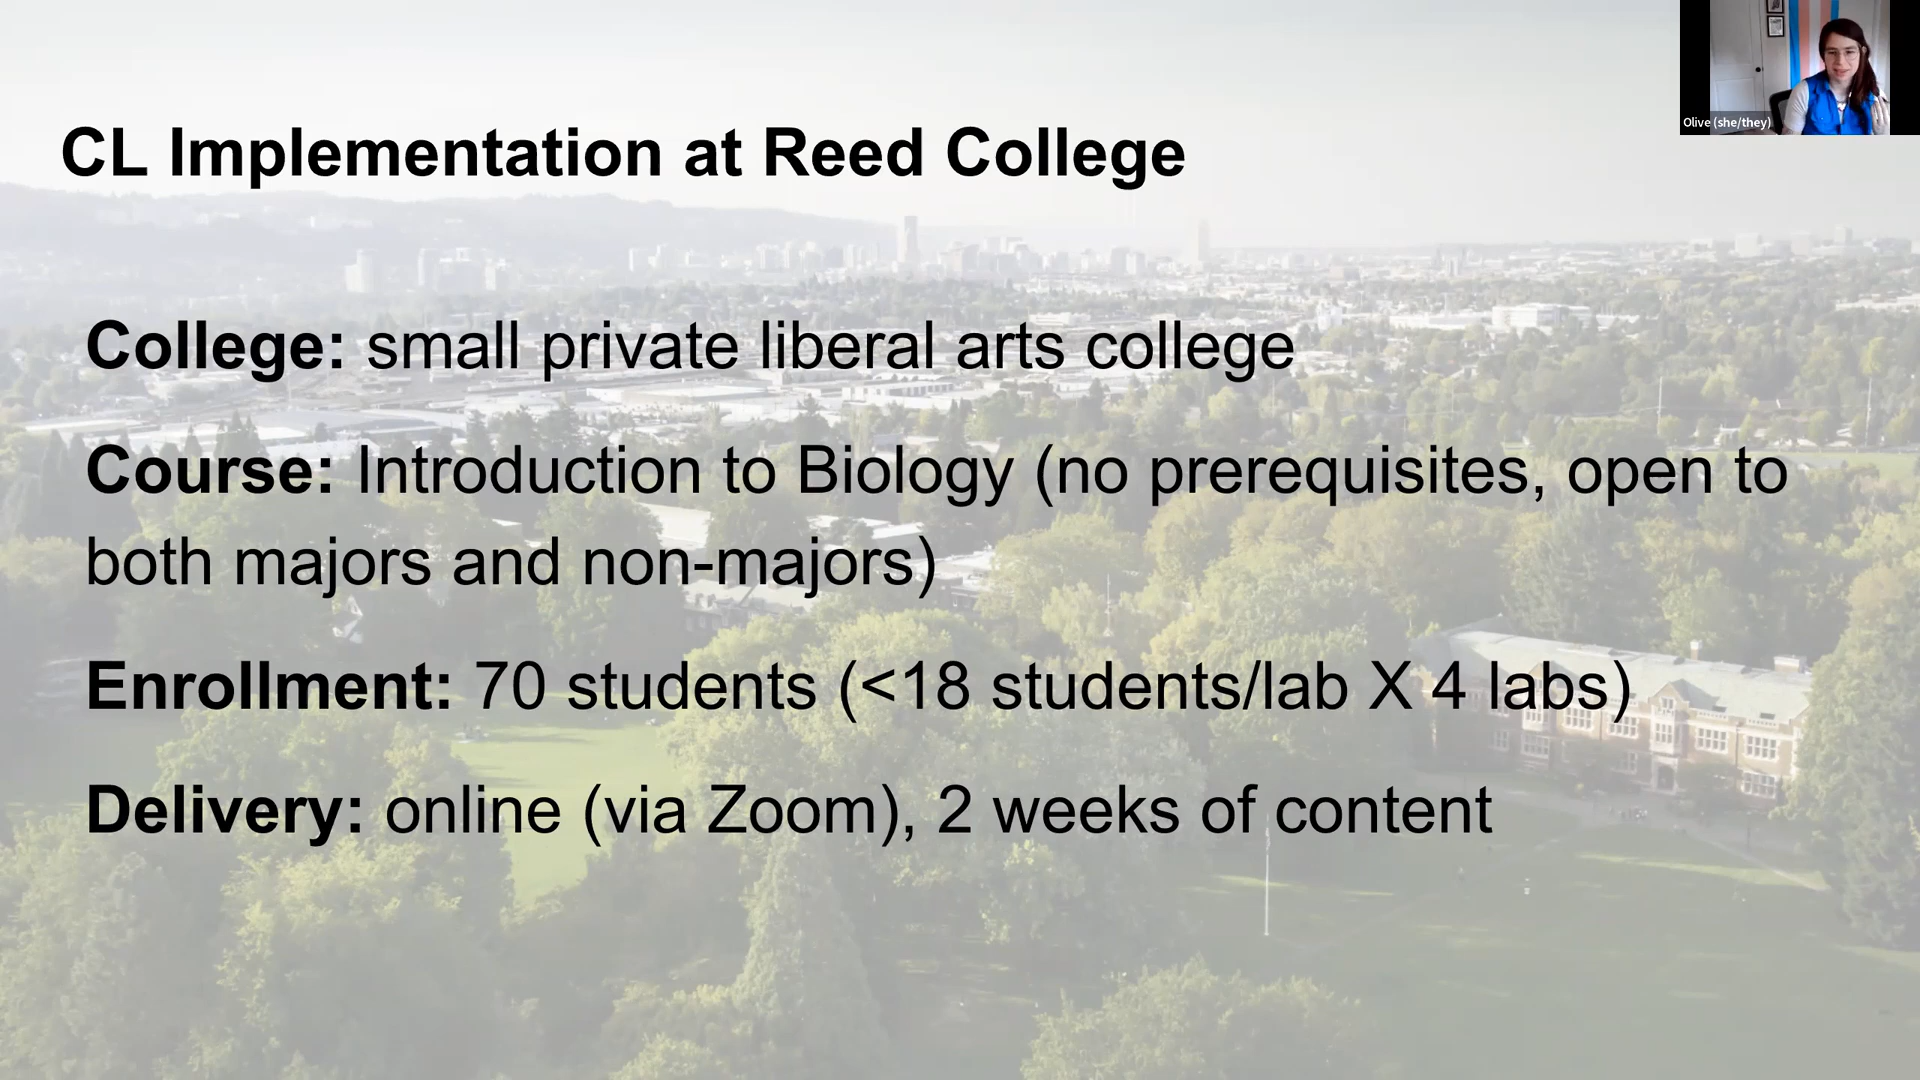 Olive (she/they)
CL Implementation at Reed College
College: small private liberal arts college
Course: Introduction to Biology (no prerequisites, open to
both majors and non-majors)
Enrollment: 70 students (<18 students/lab X 4 labs)
Delivery: online (via Zoom), 2 weeks of content